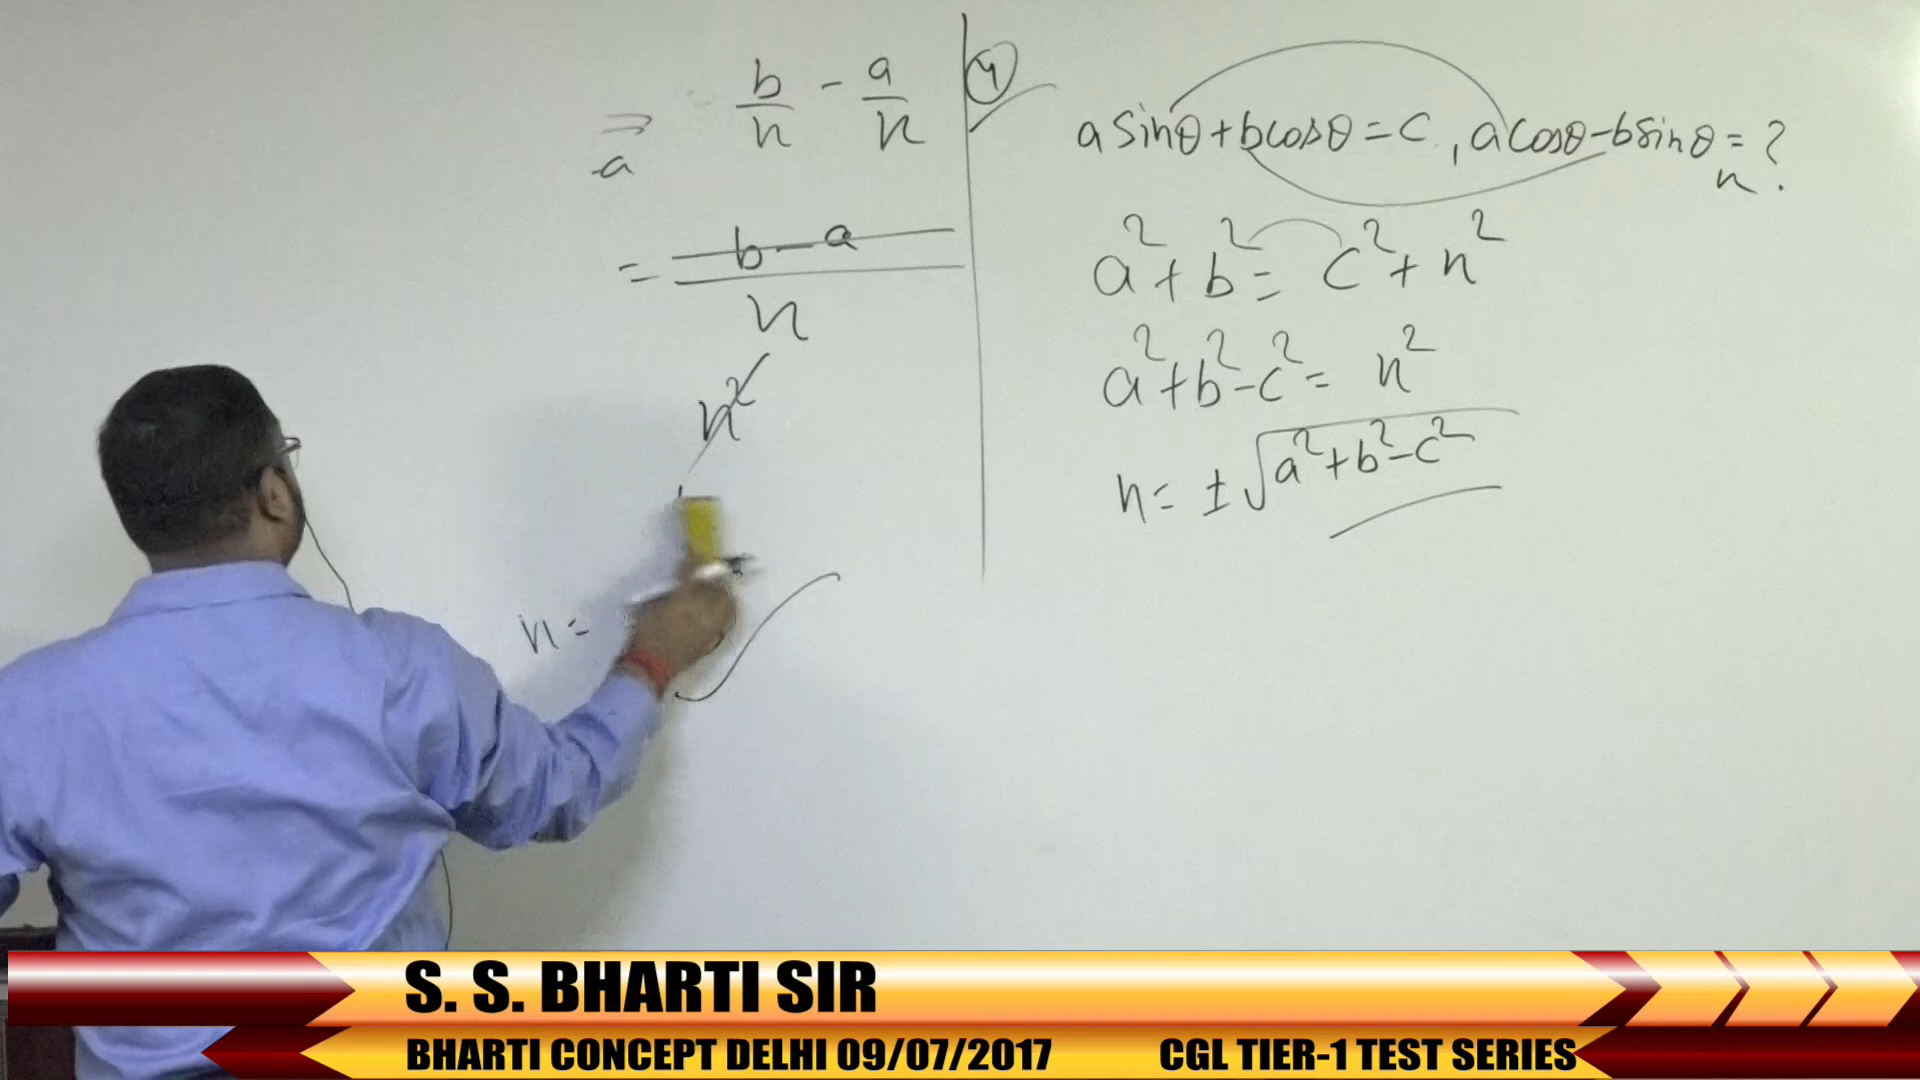 ⇒ b/n - a/n
a
= b-a/n
n²
n =
4
a sinθ + b cosθ = c, a cosθ - b sinθ = ?
n
a² + b² = c² + n²
a² + b² - c² = n²
n = ± √a² + b² - c²
S. S. BHARTI SIR
BHARTI CONCEPT DELHI 09/07/2017 CGL TIER-1 TEST SERIES